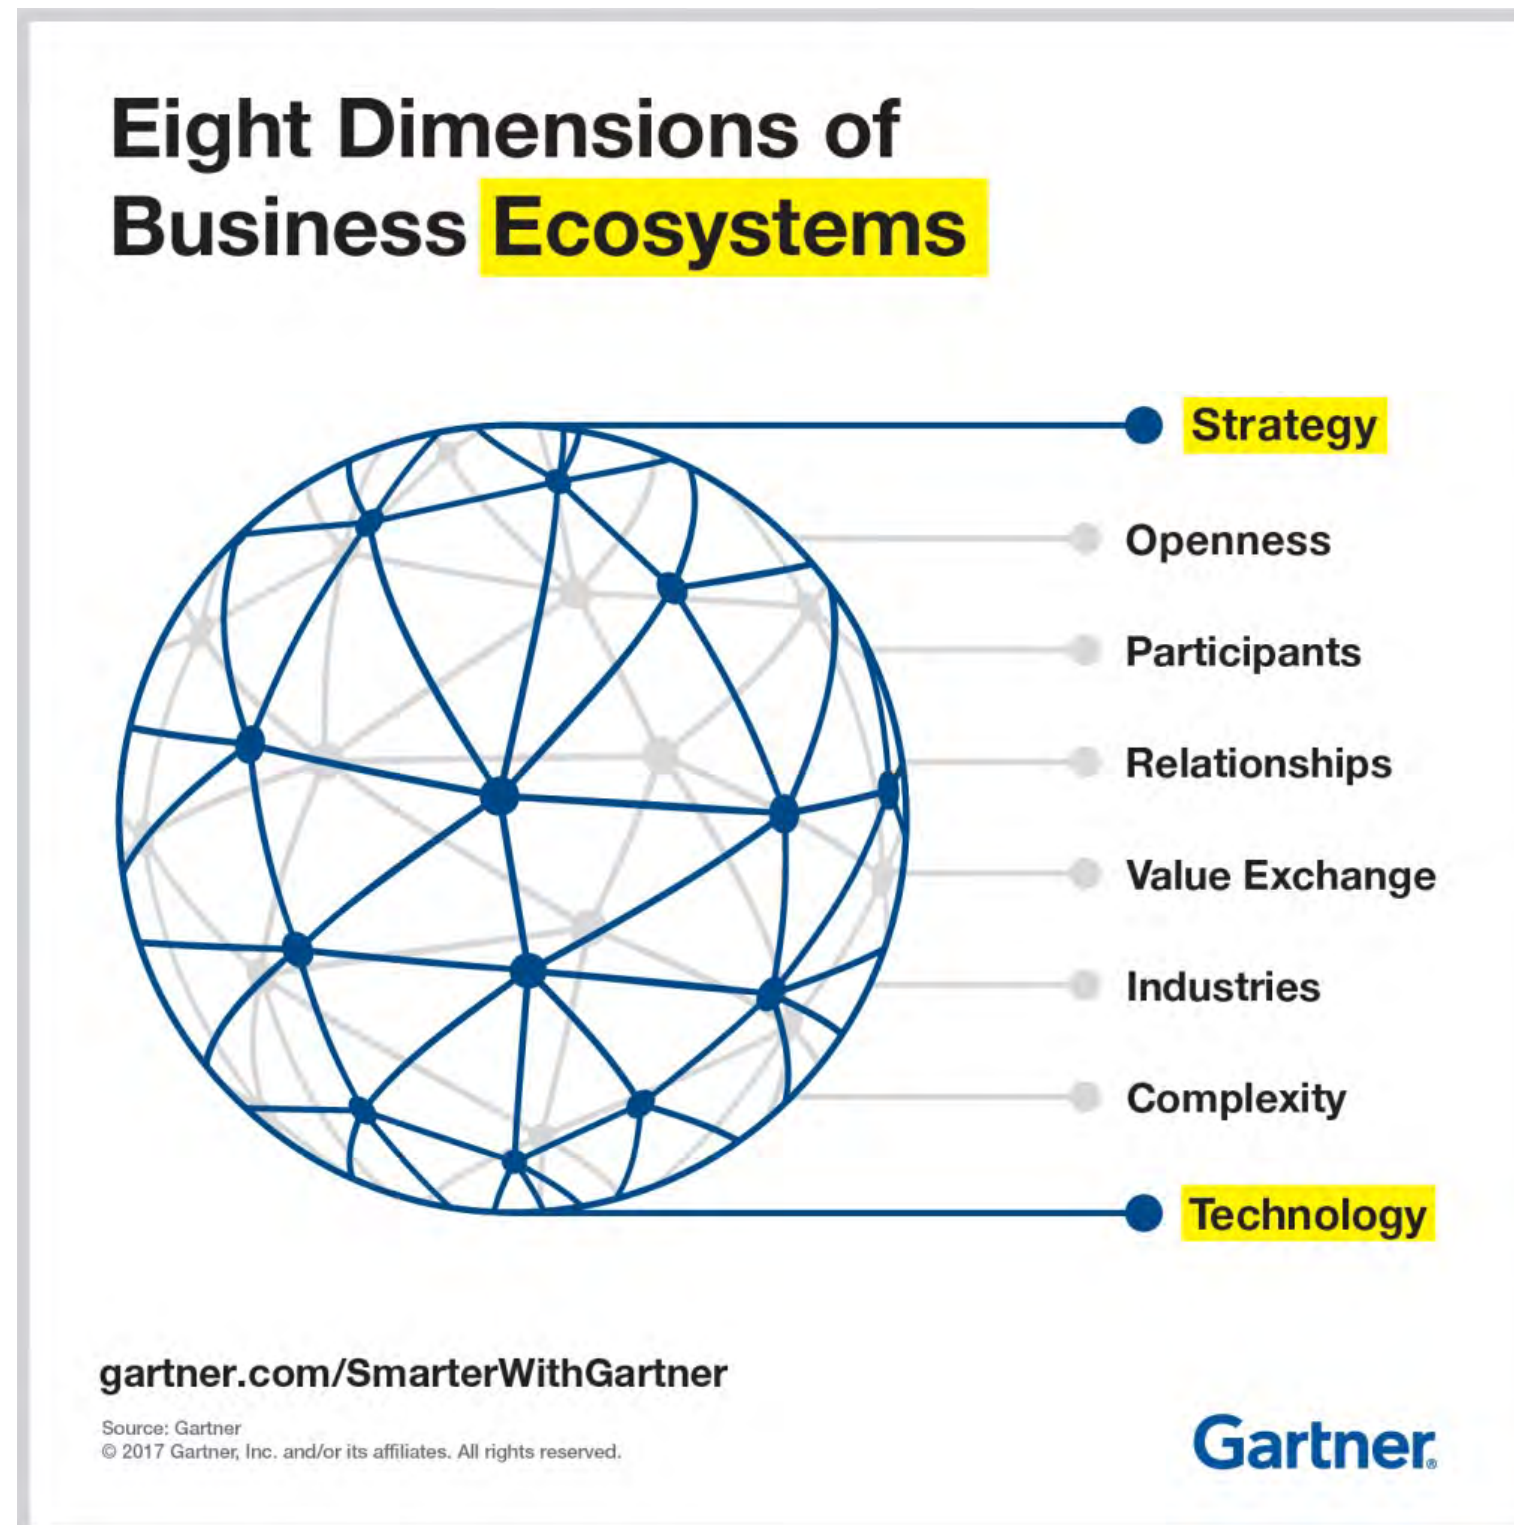 Eight Dimensions of
Business Ecosystems
Strategy
Openness
Participants
Relationships
Value Exchange
Industries
Complexity
Technology
gartner.com/SmarterWithGartner
Source: Gartner
© 2017 Gartner, Inc. and/or its affiliates. All rights reserved.
Gartner®